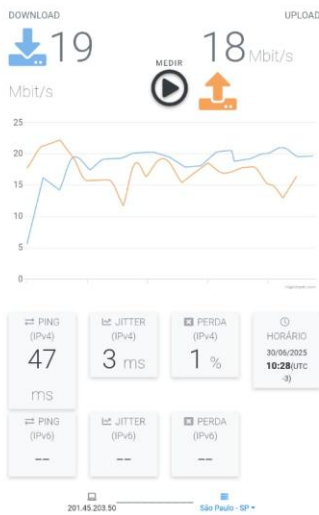 DOWNLOAD
UPLOAD
19
Mbit/s
MEDIR
18 Mbit/s
25
20
15
10
5
0
PING
(IPv4)
47
ms
JITTER
(IPv4)
3 ms
PERDA
(IPv4)
1 %
HORÁRIO
30/06/2025
10:28(UTC
-3)
PING
(IPv6)
--
JITTER
(IPv6)
--
PERDA
(IPv6)
--
201.45.203.50
São Paulo - SP